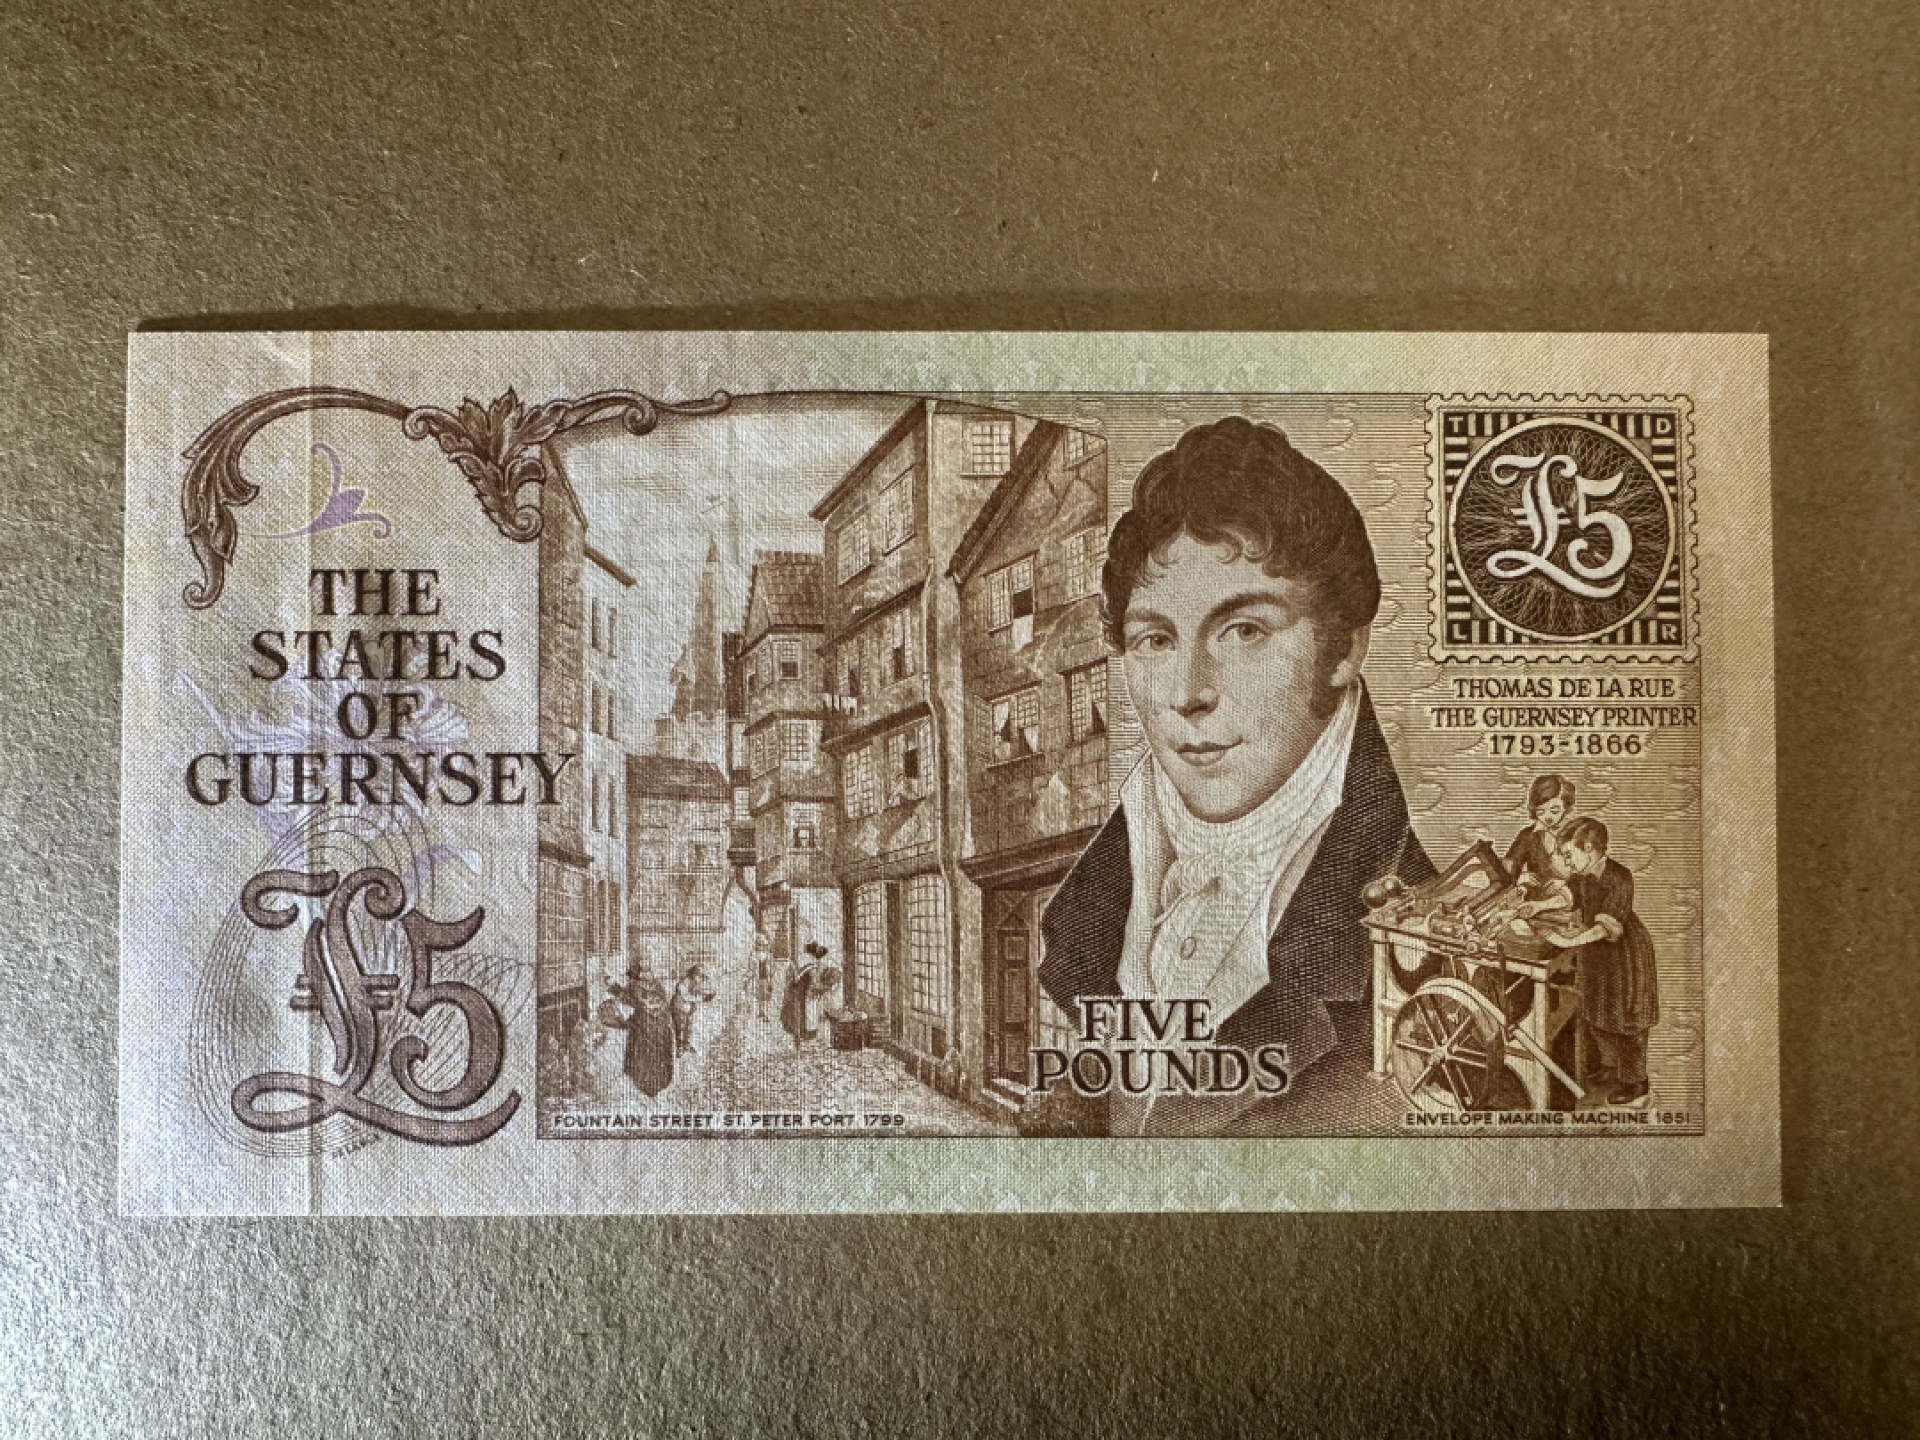 THE
STATES
OF
GUERNSEY
£5
FOUNTAIN STREET, ST. PETER PORT, 1799
FIVE
POUNDS
T D
£5
L R
THOMAS DE LA RUE
THE GUERNSEY PRINTER
1793-1866
ENVELOPE MAKING MACHINE 1851